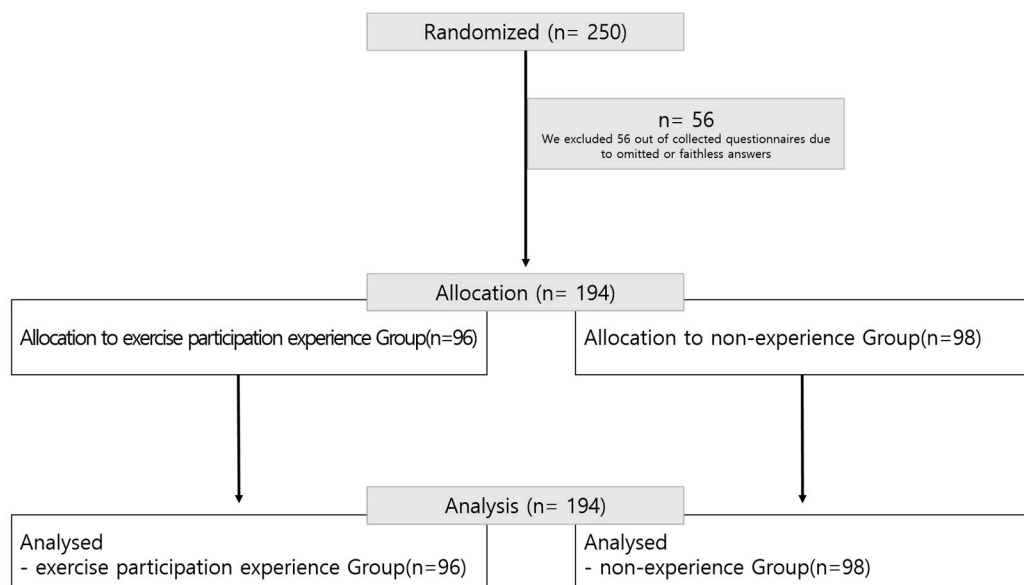 Randomized (n= 250)
n= 56
We excluded 56 out of collected questionnaires due
to omitted or faithless answers
Allocation (n= 194)
Allocation to exercise participation experience Group(n=96)
Allocation to non-experience Group(n=98)
Analysis (n= 194)
Analysed
- exercise participation experience Group(n=96)
Analysed
- non-experience Group(n=98)